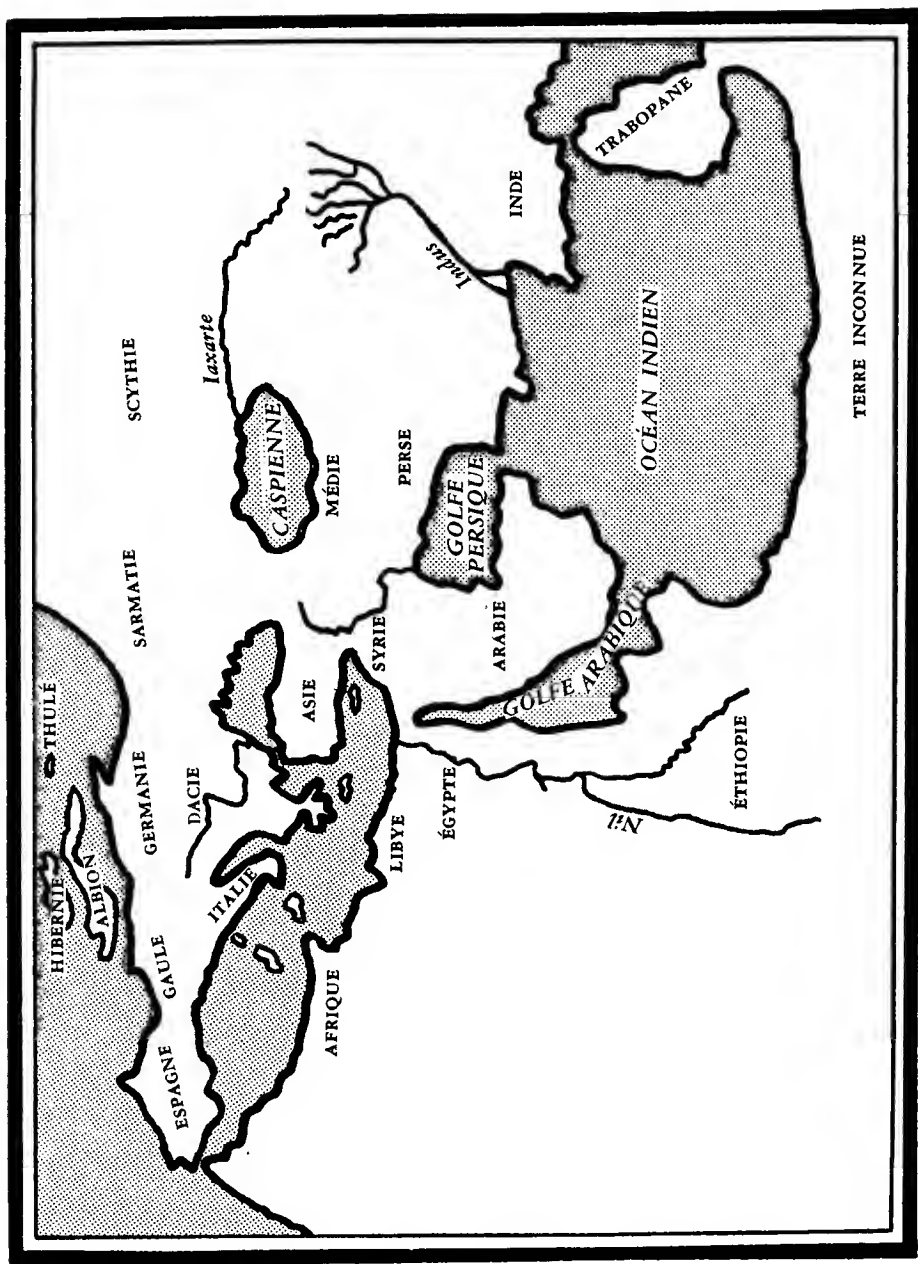 THULÉ
HIBERNIE
ALBION
SCYTHIE
SARMATIE
GERMANIE
GAULE
ESPAGNE
DACIE
ITALIE
Iaxarte
CASPIENNE
MÉDIE
ASIE
SYRIE
PERSE
GOLFE
PERSIQUE
Indus
INDE
TRABOPANE
AFRIQUE
LIBYE
ÉGYPTE
ARABIE
GOLFE ARABIQUE
Nil
ÉTHIOPIE
OCÉAN INDIEN
TERRE INCONNUE